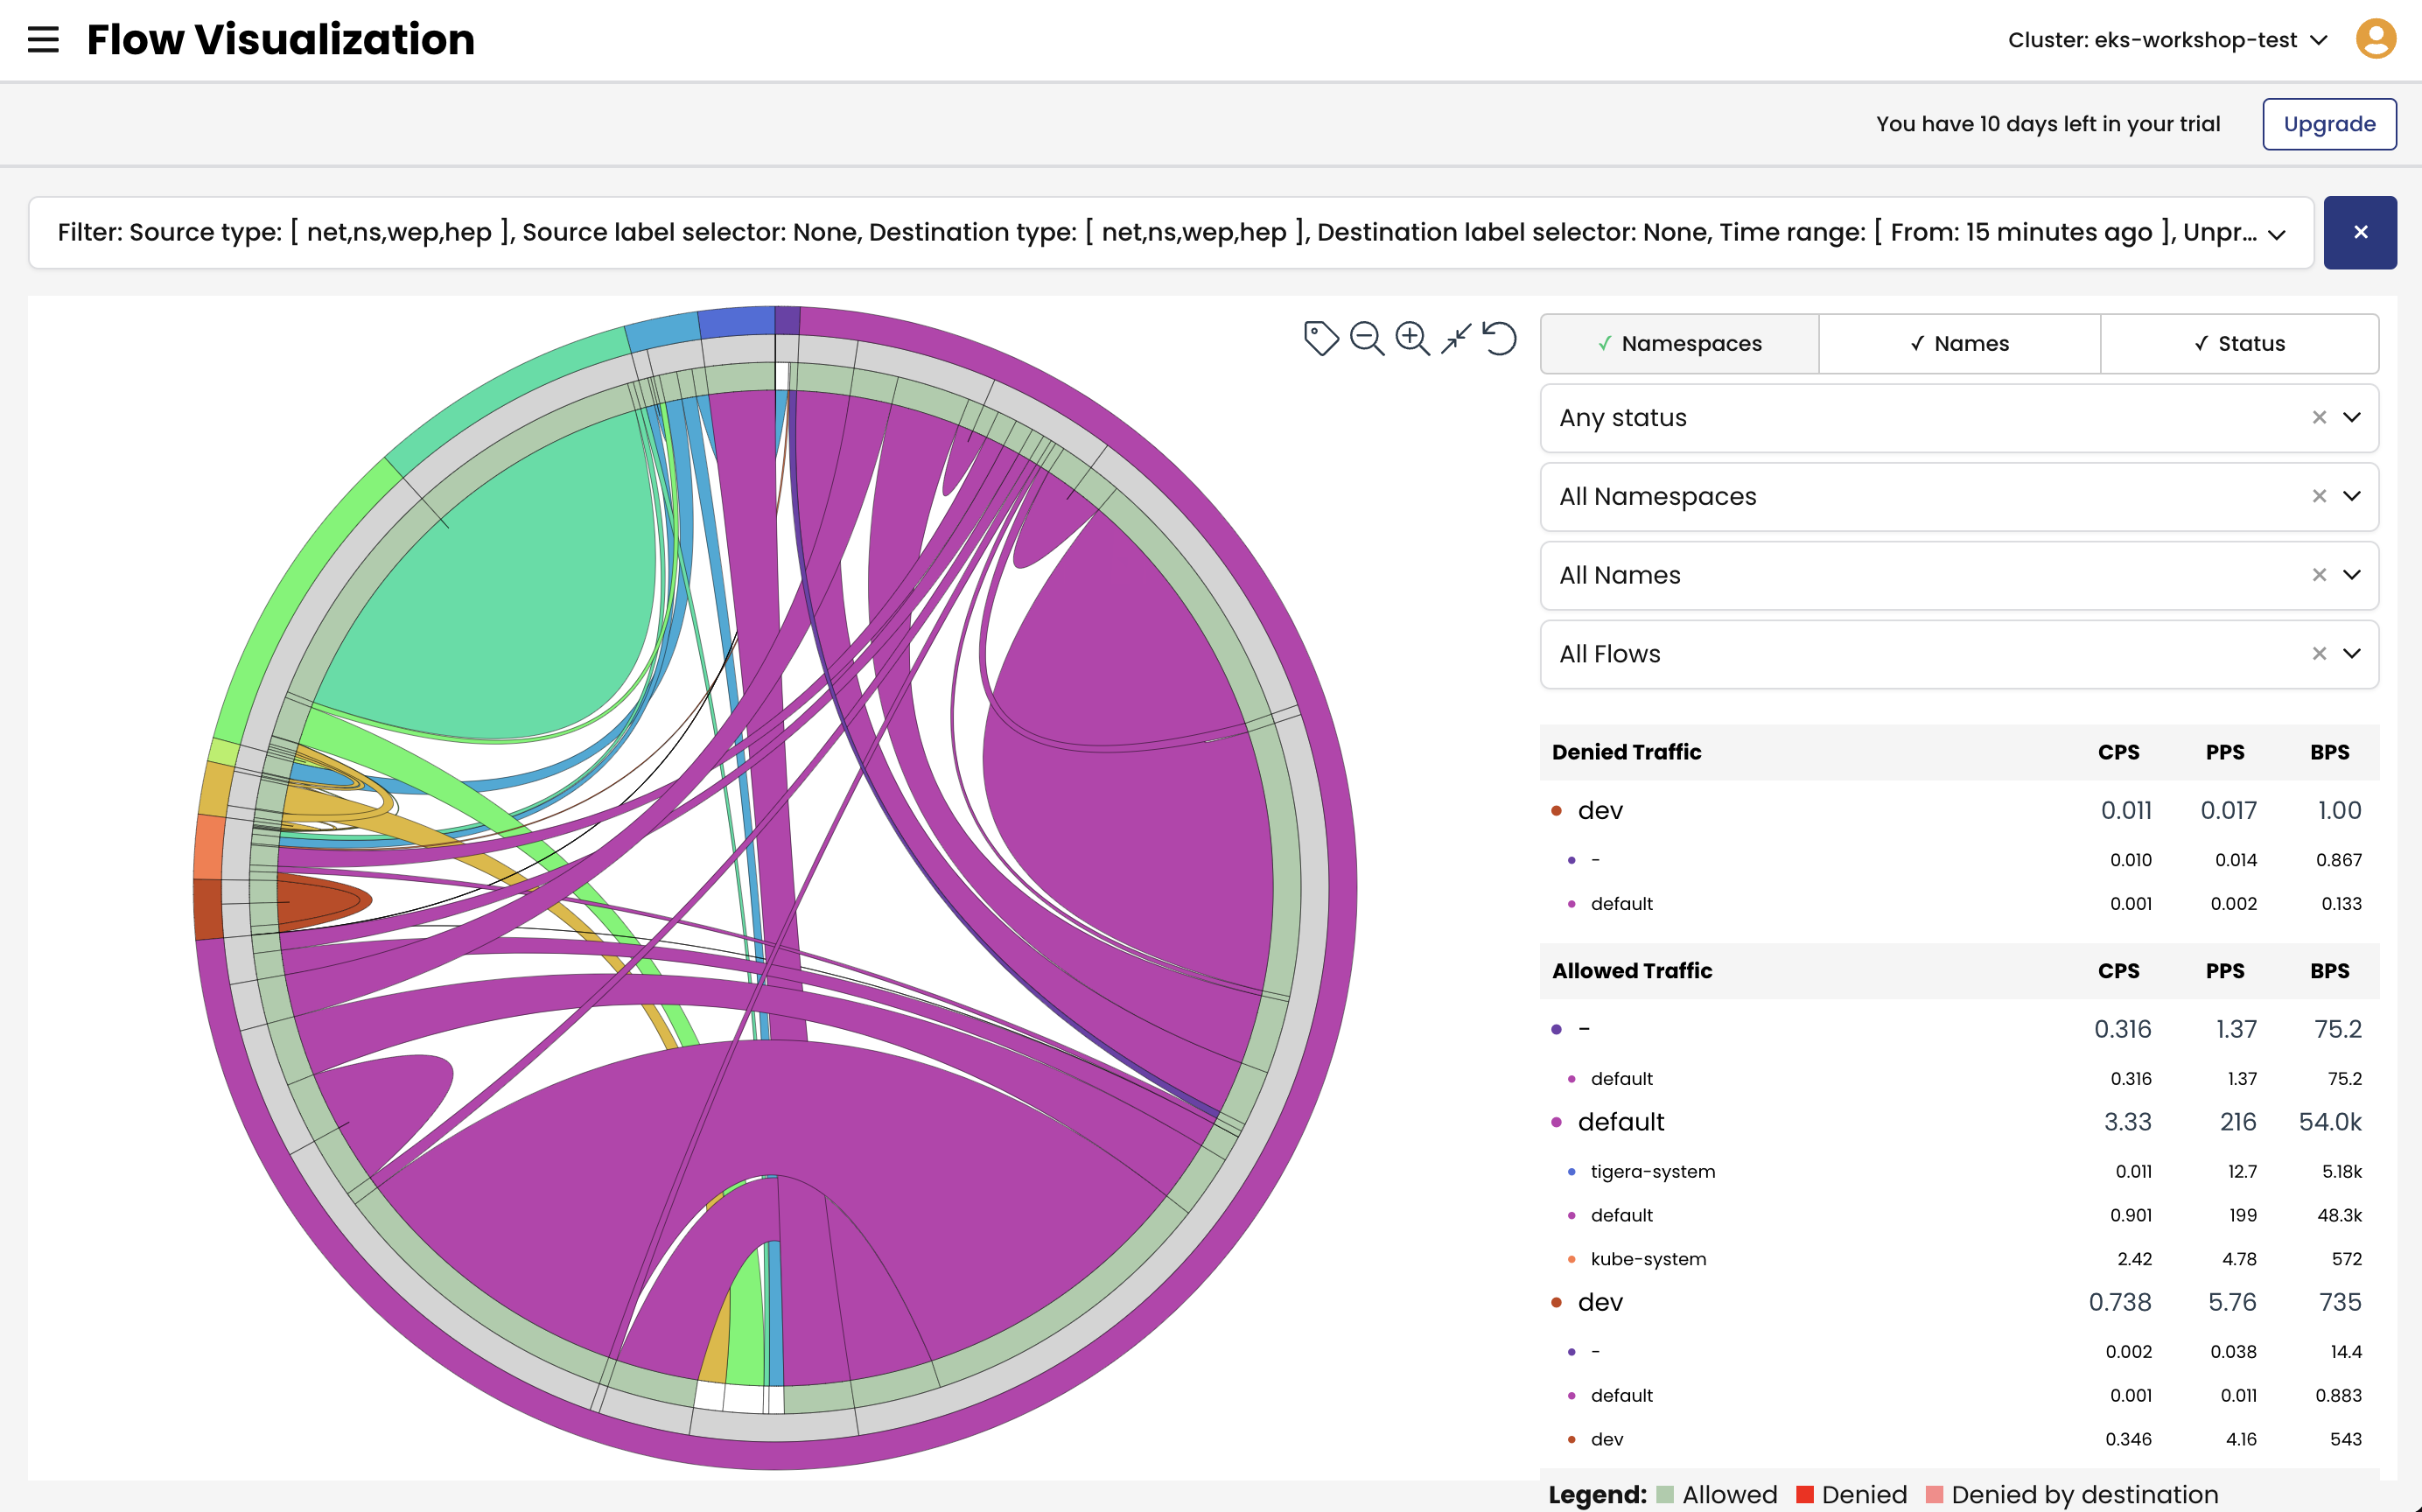 Flow Visualization
Cluster: eks-workshop-test
You have 10 days left in your trial
Upgrade
Filter: Source type: [ net,ns,wep,hep ], Source label selector: None, Destination type: [ net,ns,wep,hep ], Destination label selector: None, Time range: [ From: 15 minutes ago ], Unpr...
✓ Namespaces ✓ Names ✓ Status
Any status
All Namespaces
All Names
All Flows
Denied Traffic CPS PPS BPS
dev 0.011 0.017 1.00
- 0.010 0.014 0.867
default 0.001 0.002 0.133
Allowed Traffic CPS PPS BPS
- 0.316 1.37 75.2
default 0.316 1.37 75.2
default 3.33 216 54.0k
tigera-system 0.011 12.7 5.18k
default 0.901 199 48.3k
kube-system 2.42 4.78 572
dev 0.738 5.76 735
- 0.002 0.038 14.4
default 0.001 0.011 0.883
dev 0.346 4.16 543
Legend: Allowed Denied Denied by destination